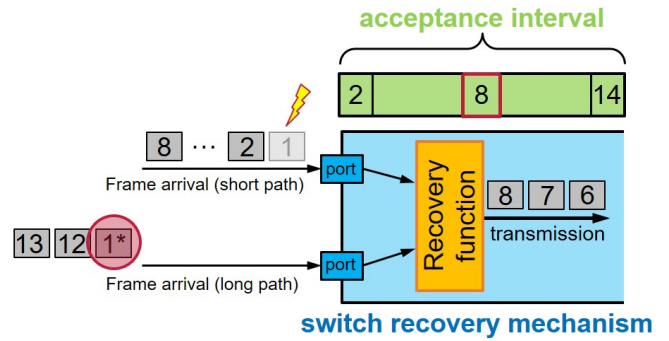 acceptance interval
2 8 14
8 ... 2 1
port
Frame arrival (short path)
Recovery
function
8 7 6
transmission
13 12 1*
port
Frame arrival (long path)
switch recovery mechanism